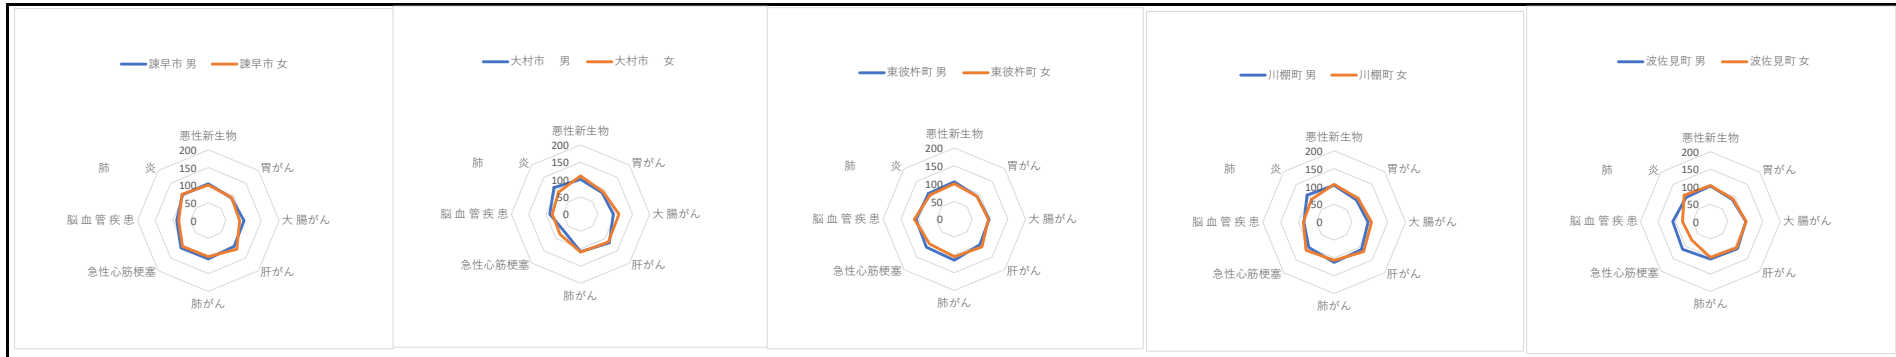 諫早市 男 諫早市 女
悪性新生物
200
150
100
50
0
胃がん
大腸がん
肝がん
肺がん
急性心筋梗塞
脳血管疾患
肺 炎
大村市 男 大村市 女
悪性新生物
200
150
100
50
0
胃がん
大腸がん
肝がん
肺がん
急性心筋梗塞
脳血管疾患
肺 炎
東彼杵町 男 東彼杵町 女
悪性新生物
200
150
100
50
0
胃がん
大腸がん
肝がん
肺がん
急性心筋梗塞
脳血管疾患
肺 炎
川棚町 男 川棚町 女
悪性新生物
200
150
100
50
0
胃がん
大腸がん
肝がん
肺がん
急性心筋梗塞
脳血管疾患
肺 炎
波佐見町 男 波佐見町 女
悪性新生物
200
150
100
50
0
胃がん
大腸がん
肝がん
肺がん
急性心筋梗塞
脳血管疾患
肺 炎